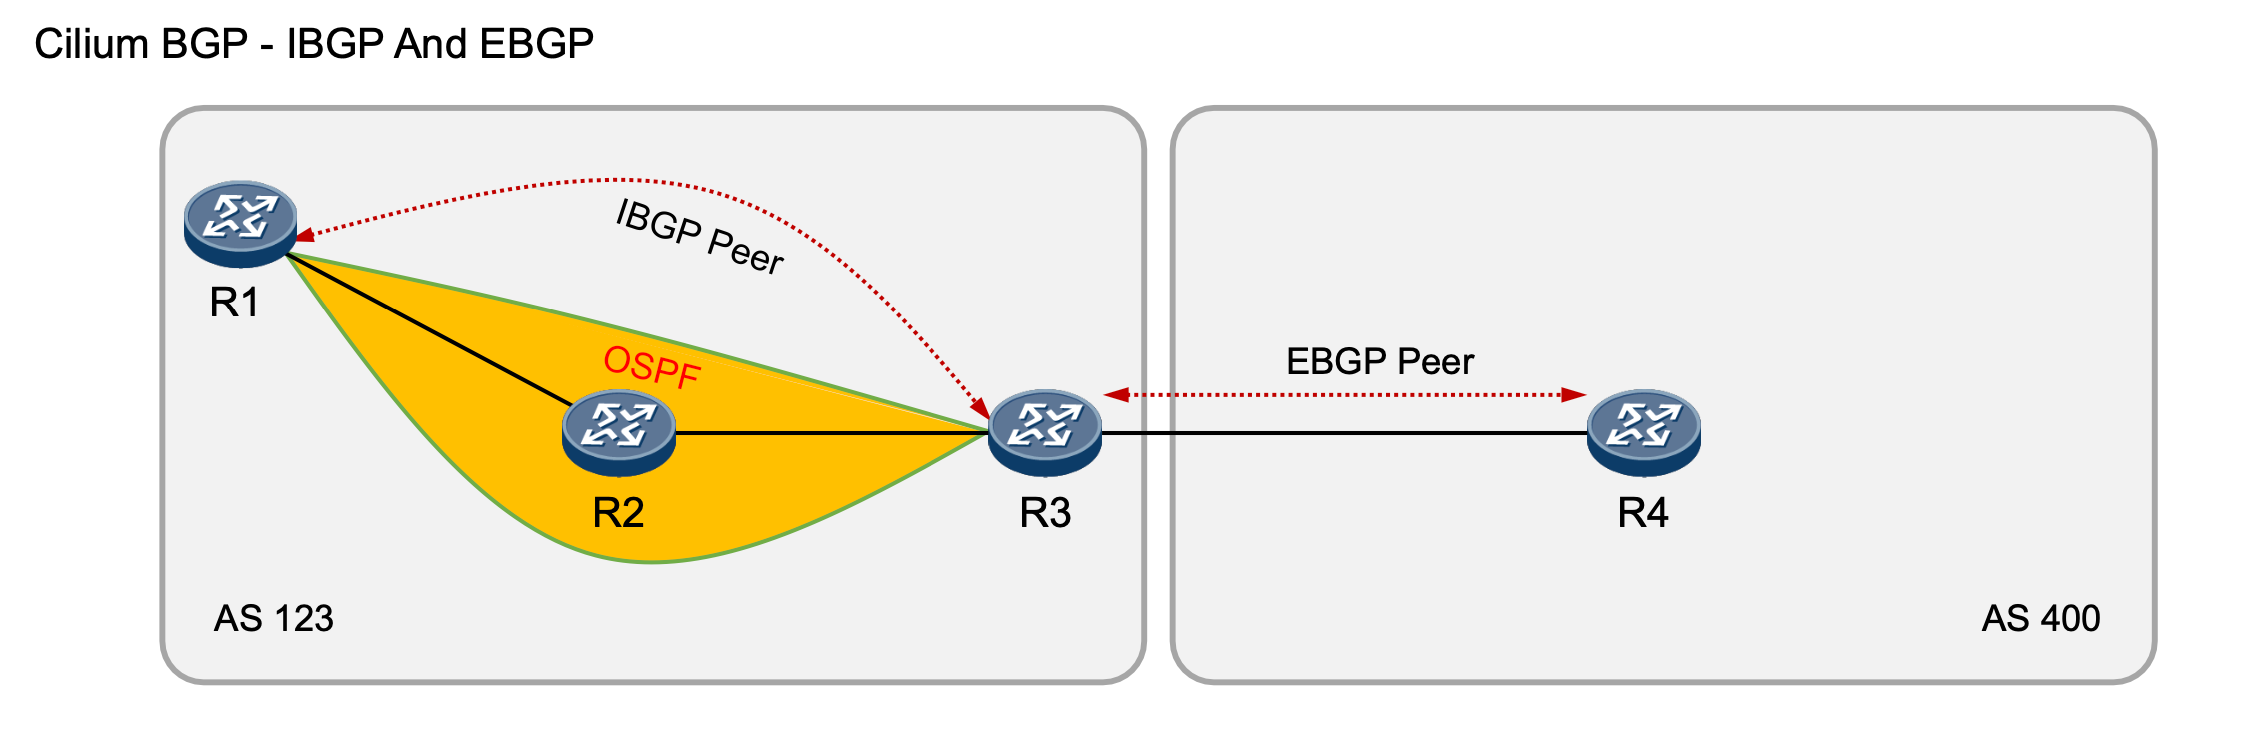 Cilium BGP - IBGP And EBGP
IBGP Peer
R1
OSPF
EBGP Peer
R2
R3
R4
AS 123
AS 400